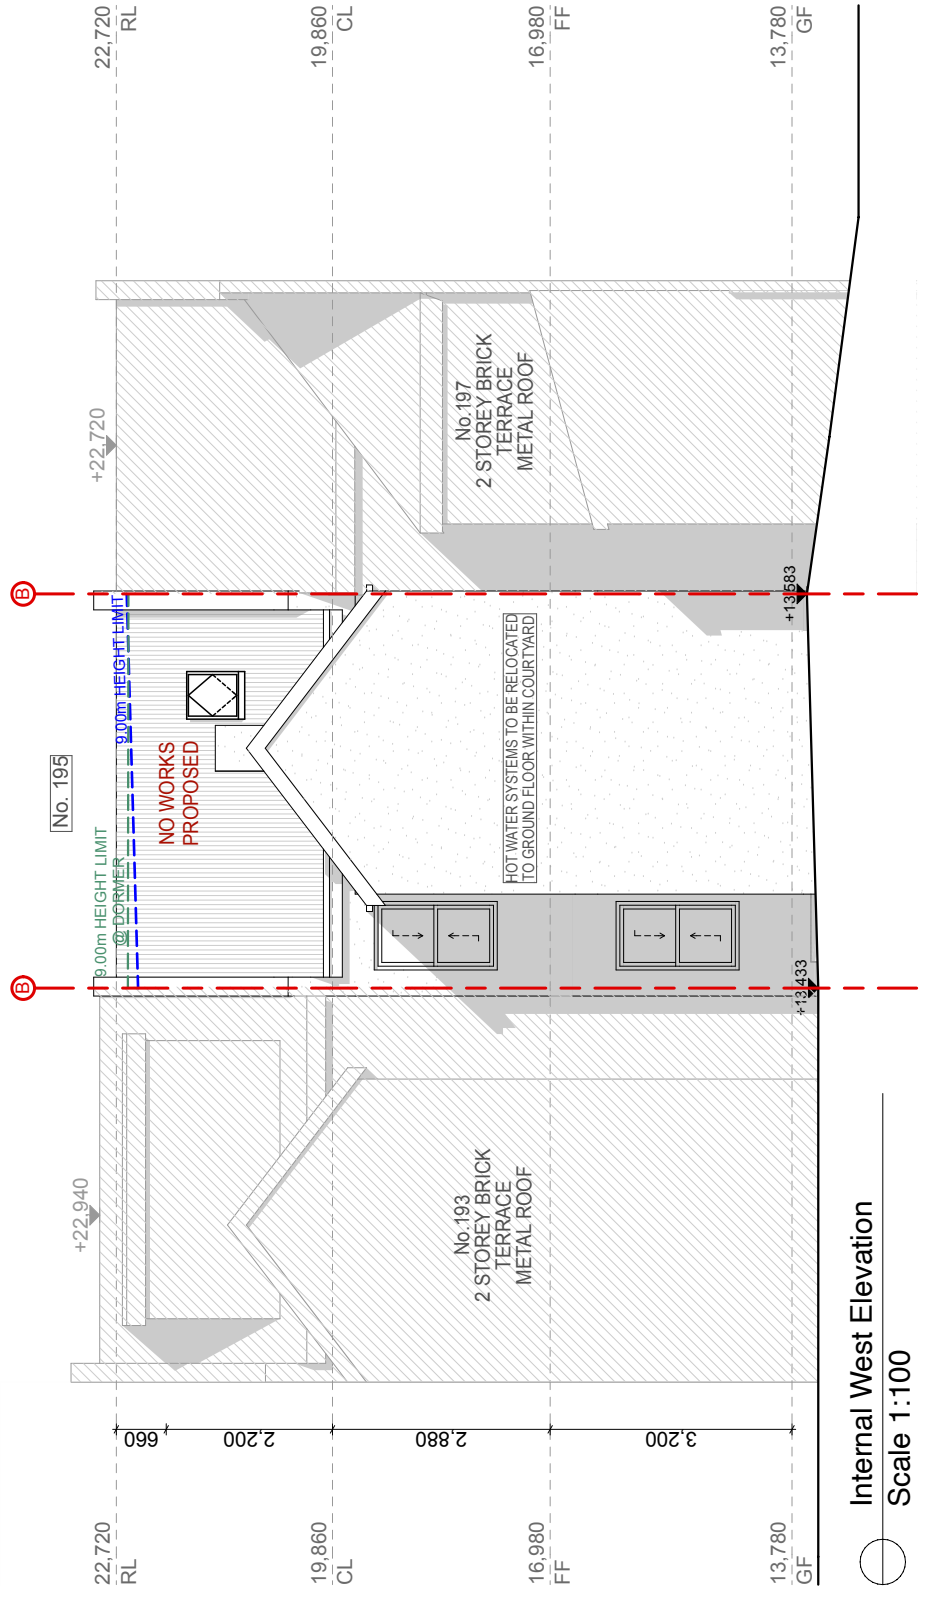 No. 195
B
B
+22,940
+22,720
9.00m HEIGHT LIMIT
@ DORMER
9.00m HEIGHT LIMIT
22,720
RL
22,720
RL
660
NO WORKS
PROPOSED
2,200
19,860
CL
19,860
CL
2,880
No.193
2 STOREY BRICK
TERRACE
METAL ROOF
HOT WATER SYSTEMS TO BE RELOCATED
TO GROUND FLOOR WITHIN COURTYARD
No.197
2 STOREY BRICK
TERRACE
METAL ROOF
16,980
FF
16,980
FF
3,200
13,780
GF
+13,433
+13,583
13,780
GF
Internal West Elevation
Scale 1:100